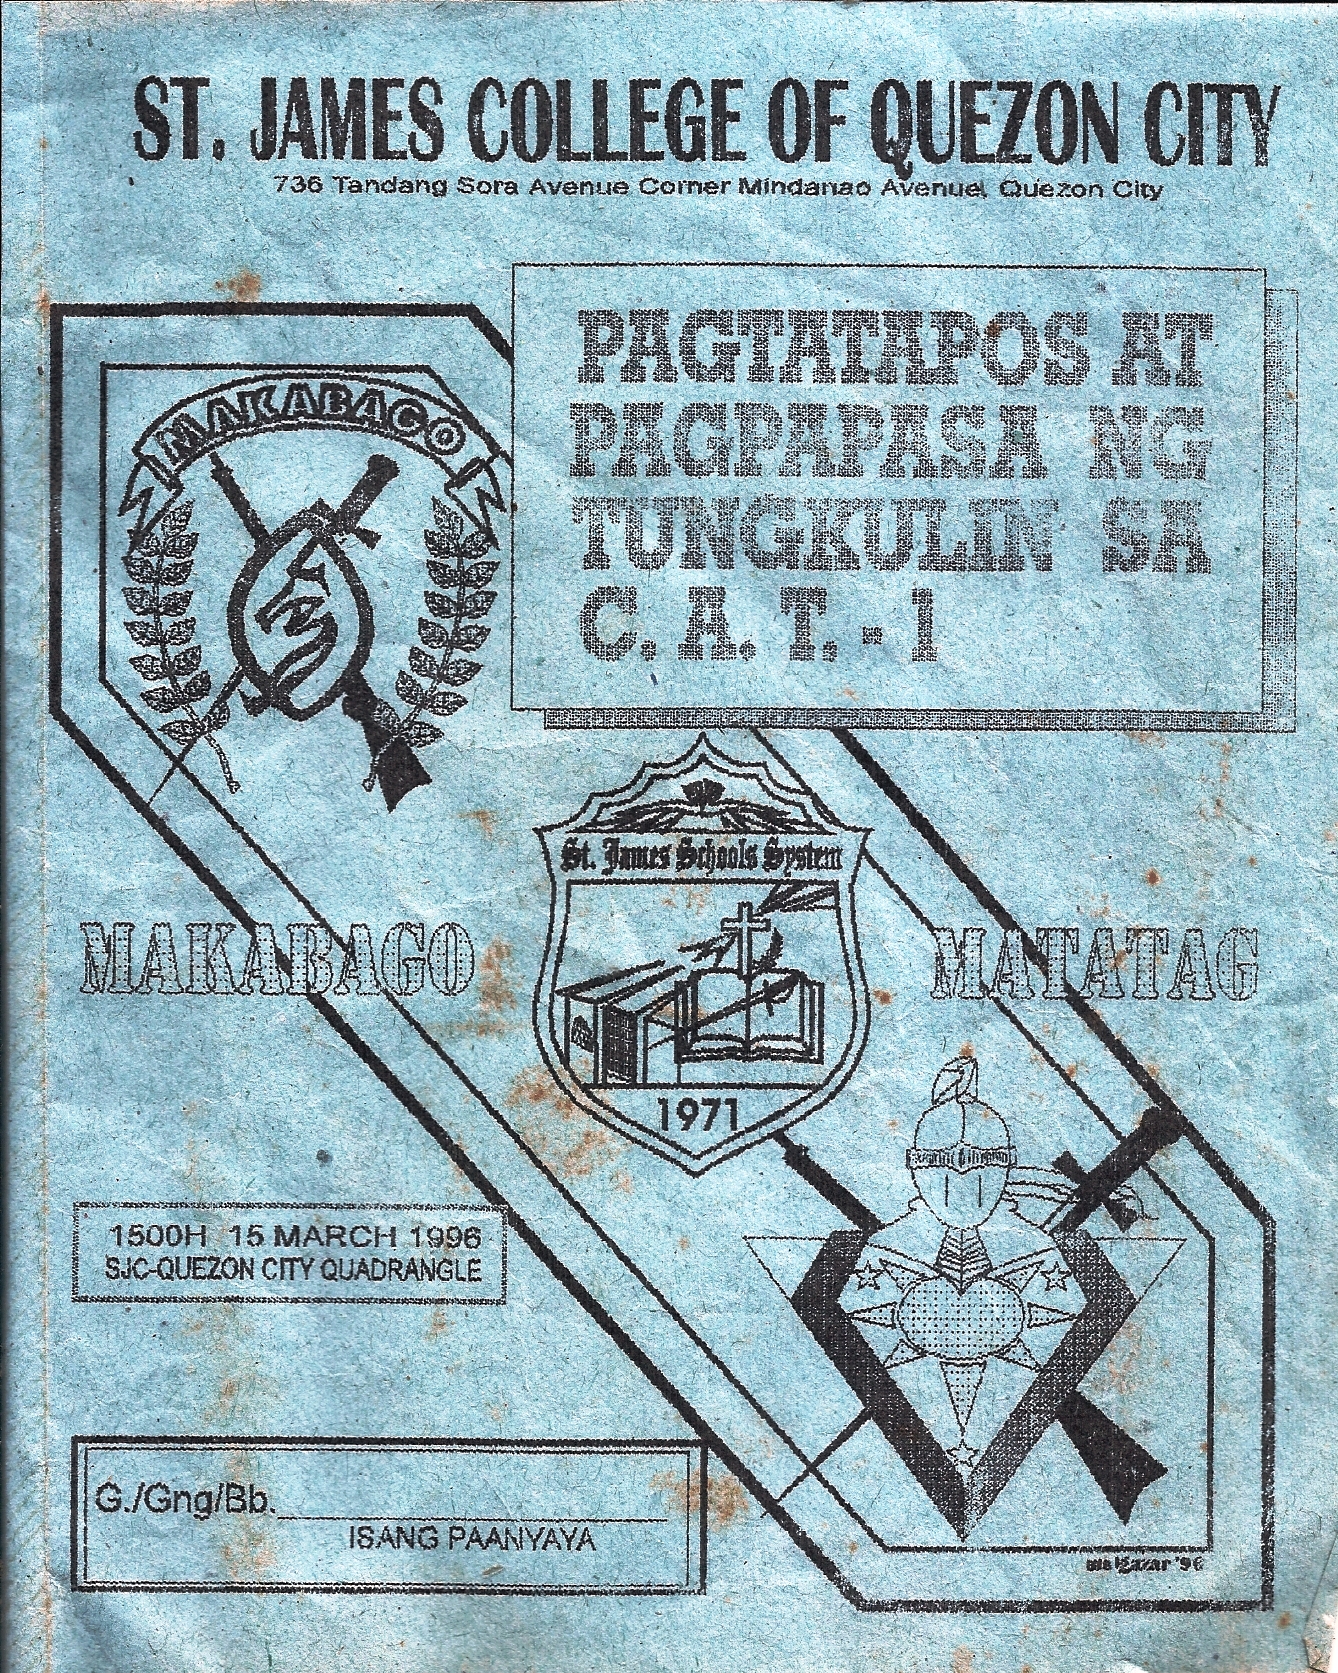 ST. JAMES COLLEGE OF QUEZON CITY
736 Tandang Sora Avenue Corner Mindanao Avenue, Quezon City
PAGTATAPOS AT
PAGPAPASA NG
TUNGKULIN SA
C. A. T. - 1
MAKABAGO
St. James Schools System
1971
MAKABAGO
MATATAG
1500H 15 MARCH 1996
SJC-QUEZON CITY QUADRANGLE
G./Gng/Bb.
ISANG PAANYAYA